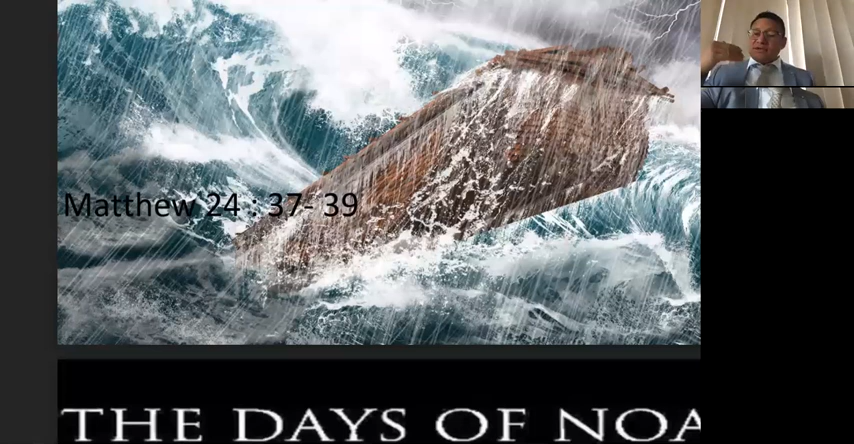 Matthew 24 : 37- 39
THE DAYS OF NOA